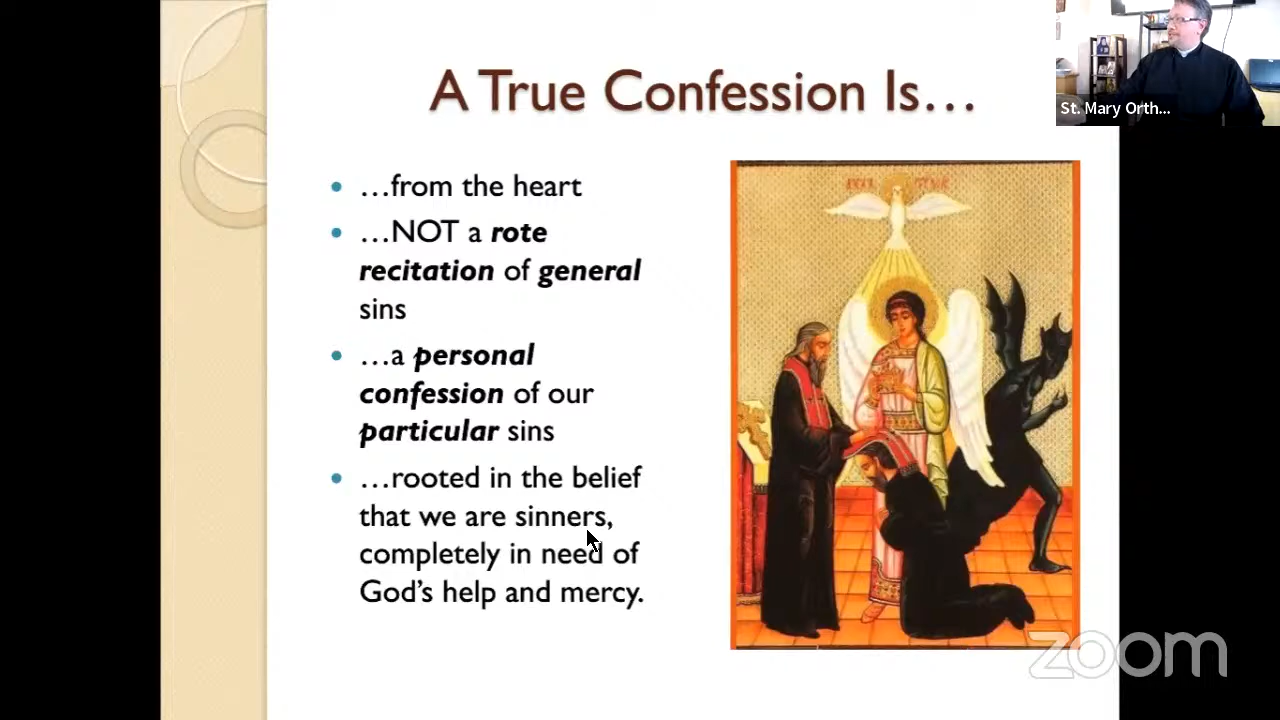 A True Confession Is…
St. Mary Orth...
…from the heart
…NOT a rote
recitation of general
sins
…a personal
confession of our
particular sins
…rooted in the belief
that we are sinners,
completely in need of
God's help and mercy.
zoom